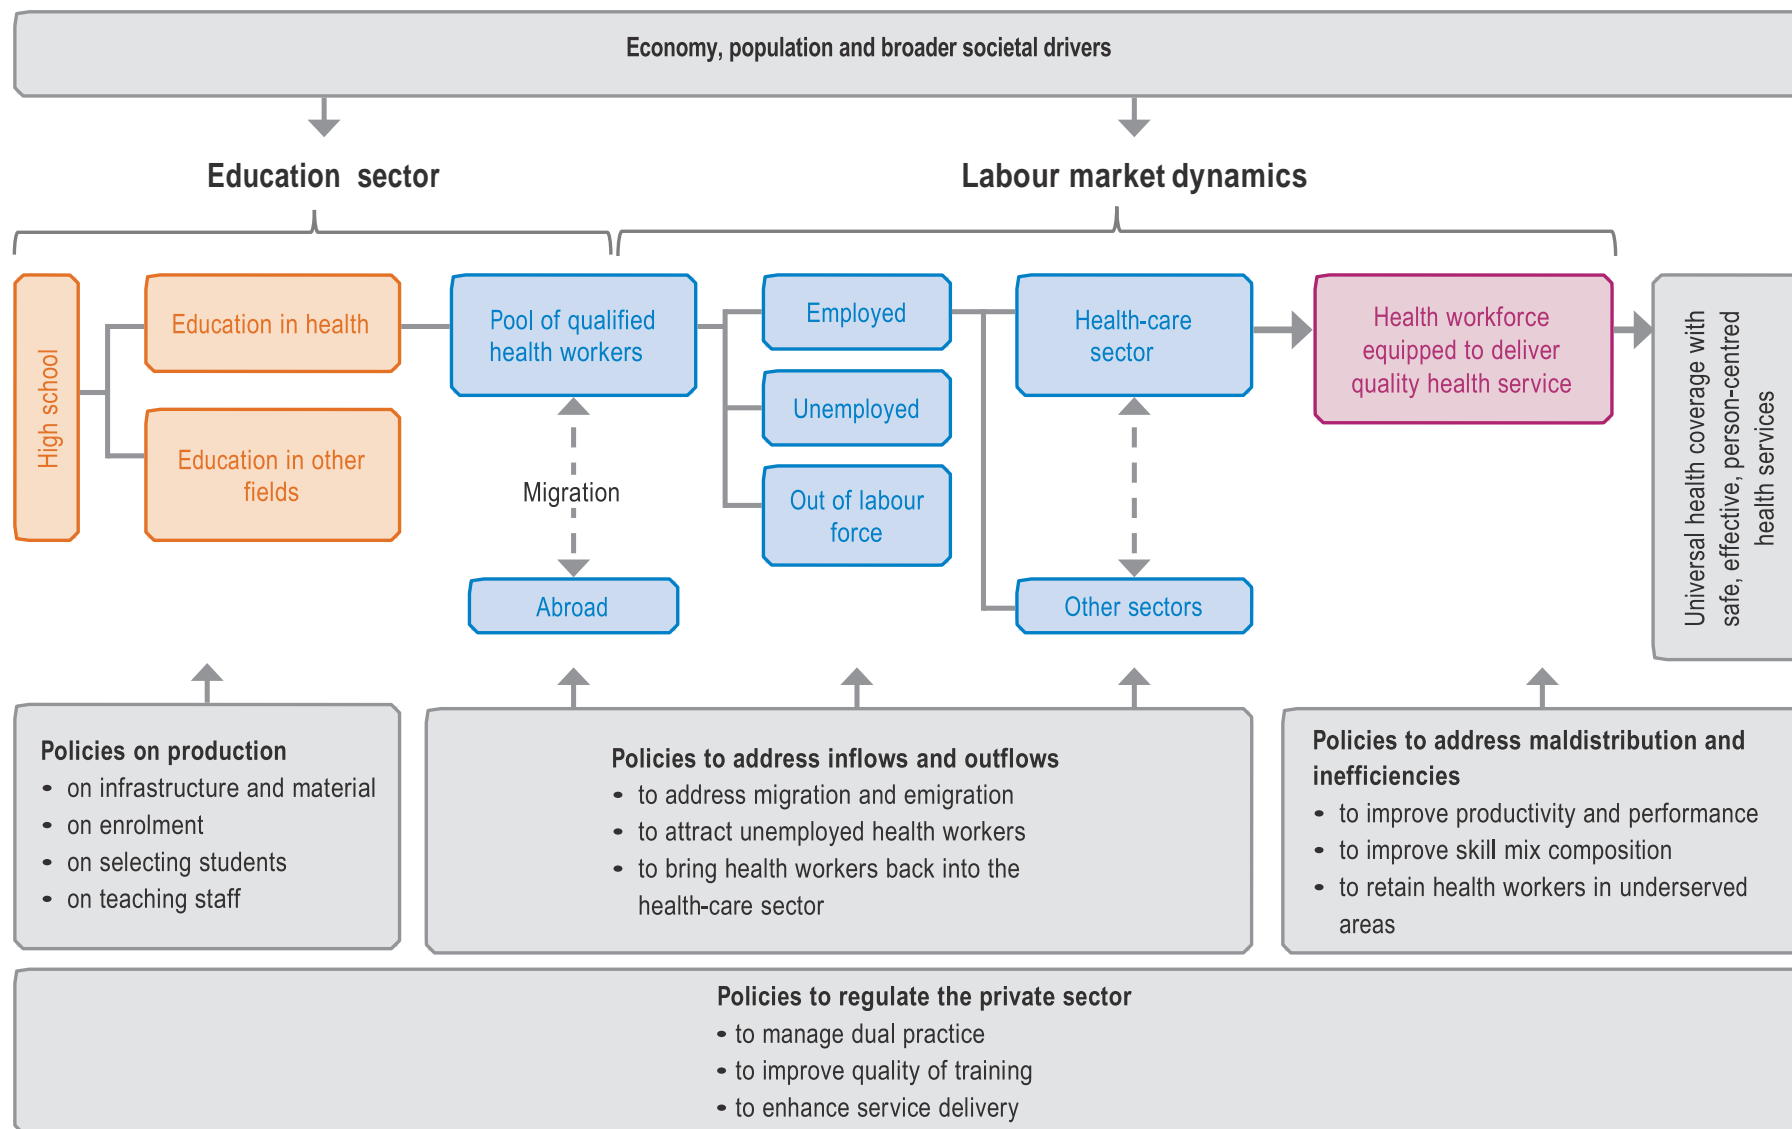 Economy, population and broader societal drivers
Education sector
Labour market dynamics
High school
Education in health
Education in other
fields
Pool of qualified
health workers
Migration
Abroad
Employed
Unemployed
Out of labour
force
Health-care
sector
Other sectors
Health workforce
equipped to deliver
quality health service
Universal health coverage with
safe, effective, person-centred
health services
Policies on production
• on infrastructure and material
• on enrolment
• on selecting students
• on teaching staff
Policies to address inflows and outflows
• to address migration and emigration
• to attract unemployed health workers
• to bring health workers back into the
health-care sector
Policies to address maldistribution and
inefficiencies
• to improve productivity and performance
• to improve skill mix composition
• to retain health workers in underserved
areas
Policies to regulate the private sector
• to manage dual practice
• to improve quality of training
• to enhance service delivery